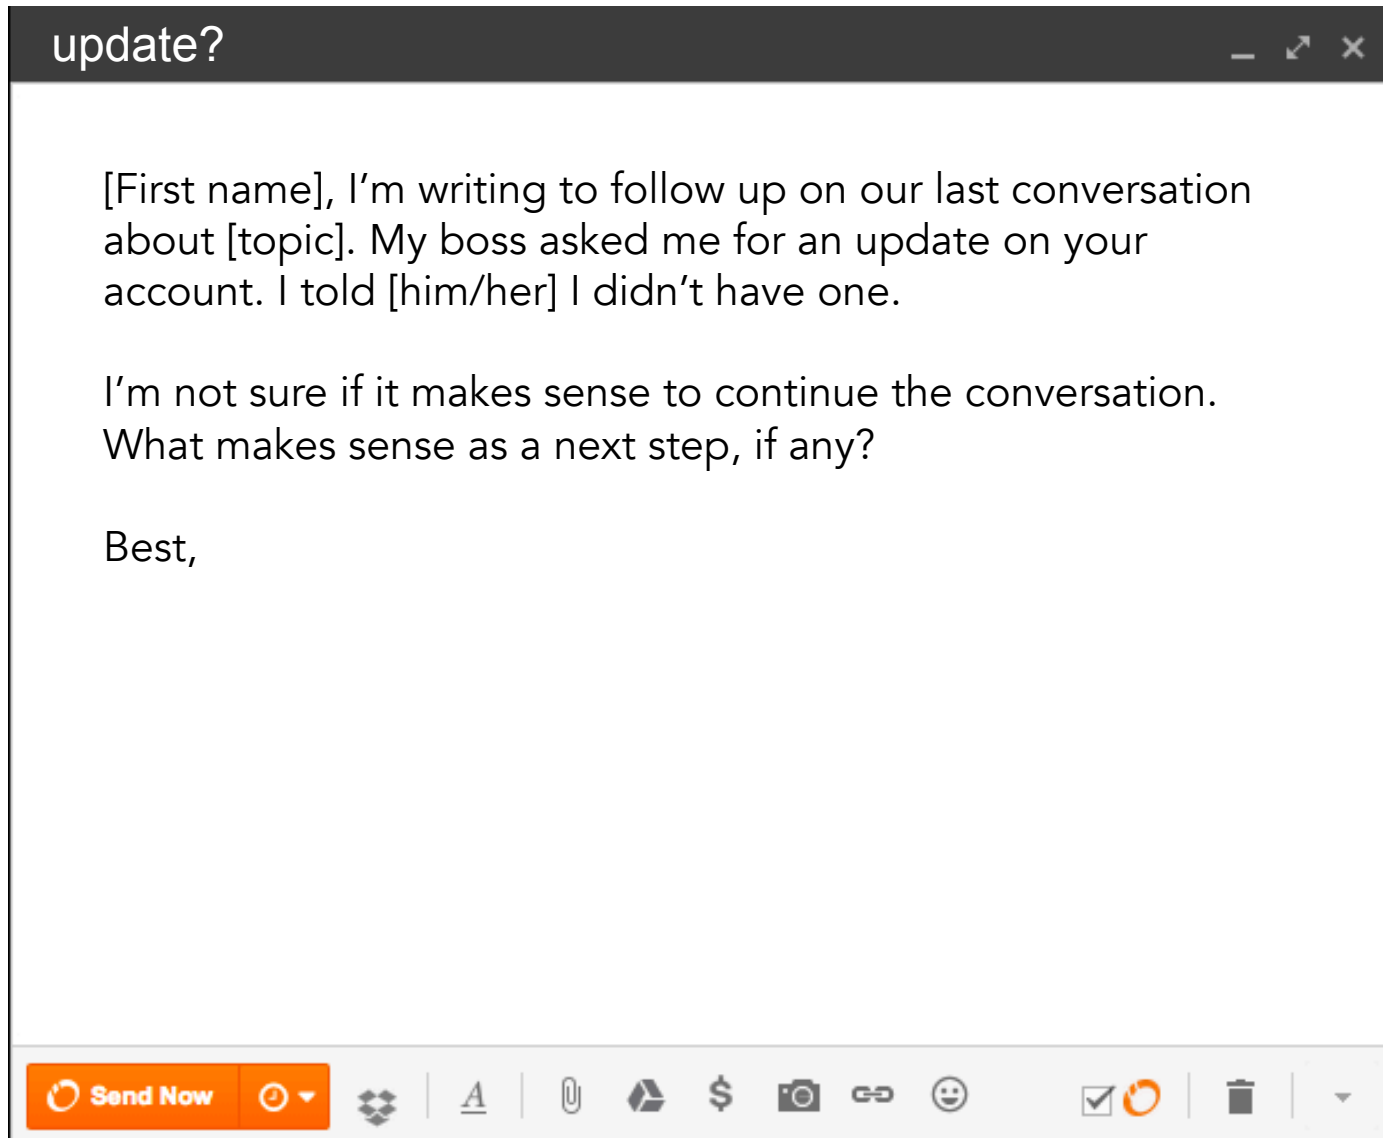 update?
[First name], I’m writing to follow up on our last conversation
about [topic]. My boss asked me for an update on your
account. I told [him/her] I didn’t have one.
I’m not sure if it makes sense to continue the conversation.
What makes sense as a next step, if any?
Best,
Send Now
A
$